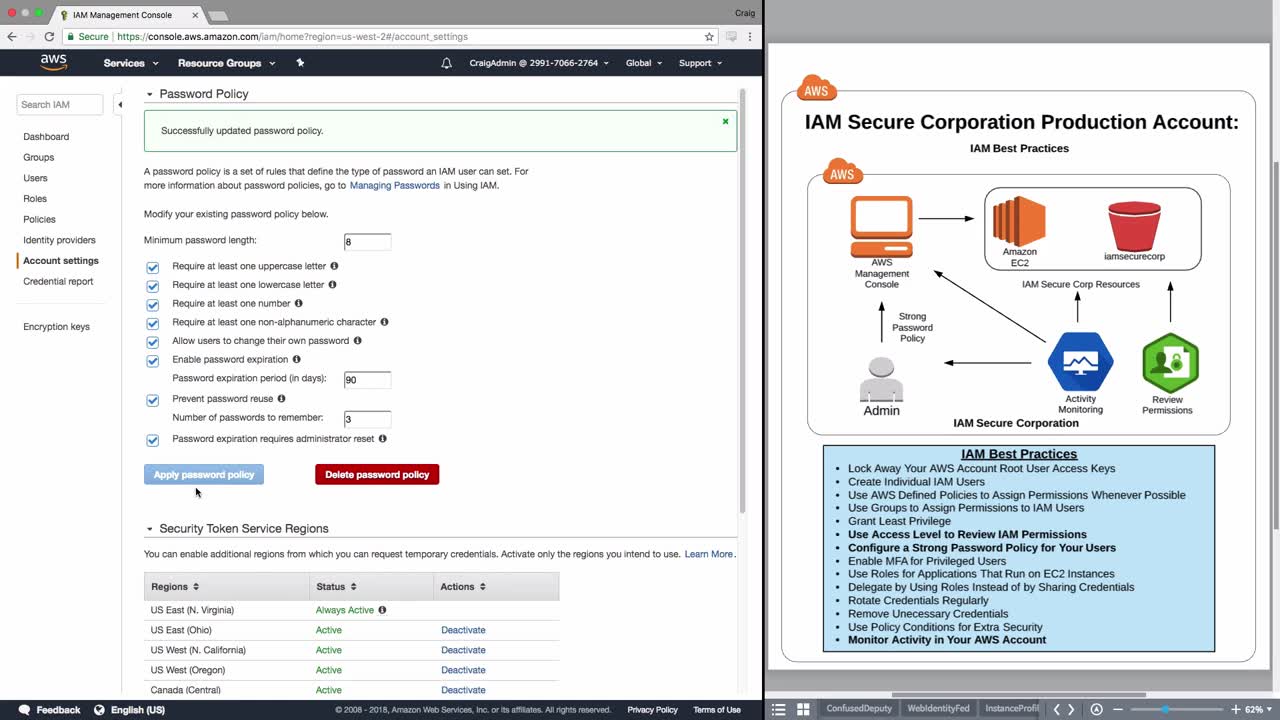 IAM Management Console
Craig
Secure | https://console.aws.amazon.com/iam/home?region=us-west-2#/account_settings
aws
Services
Resource Groups
CraigAdmin @ 2991-7066-2764
Global
Support
Search IAM
Dashboard
Groups
Users
Roles
Policies
Identity providers
Account settings
Credential report
Encryption keys
Password Policy
Successfully updated password policy.
A password policy is a set of rules that define the type of password an IAM user can set. For
more information about password policies, go to Managing Passwords in Using IAM.
Modify your existing password policy below.
Minimum password length: 8
Require at least one uppercase letter
Require at least one lowercase letter
Require at least one number
Require at least one non-alphanumeric character
Allow users to change their own password
Enable password expiration
Password expiration period (in days): 90
Prevent password reuse
Number of passwords to remember: 3
Password expiration requires administrator reset
Apply password policy
Delete password policy
Security Token Service Regions
You can enable additional regions from which you can request temporary credentials. Activate only the regions you intend to use. Learn More.
Regions Status Actions
US East (N. Virginia) Always Active
US East (Ohio) Active Deactivate
US West (N. California) Active Deactivate
US West (Oregon) Active Deactivate
Canada (Central) Active Deactivate
Feedback
English (US)
© 2008 - 2018, Amazon Web Services, Inc. or its affiliates. All rights reserved.
Privacy Policy
Terms of Use
AWS
IAM Secure Corporation Production Account:
IAM Best Practices
AWS
AWS
Management
Console
Amazon
EC2
iamsecurecorp
IAM Secure Corp Resources
Strong
Password
Policy
Admin
Activity
Monitoring
Review
Permissions
IAM Secure Corporation
IAM Best Practices
• Lock Away Your AWS Account Root User Access Keys
• Create Individual IAM Users
• Use AWS Defined Policies to Assign Permissions Whenever Possible
• Use Groups to Assign Permissions to IAM Users
• Grant Least Privilege
• Use Access Level to Review IAM Permissions
• Configure a Strong Password Policy for Your Users
• Enable MFA for Privileged Users
• Use Roles for Applications That Run on EC2 Instances
• Delegate by Using Roles Instead of by Sharing Credentials
• Rotate Credentials Regularly
• Remove Unecessary Credentials
• Use Policy Conditions for Extra Security
• Monitor Activity in Your AWS Account
ConfusedDeputy
WebIdentityFed
InstanceProfil
62%